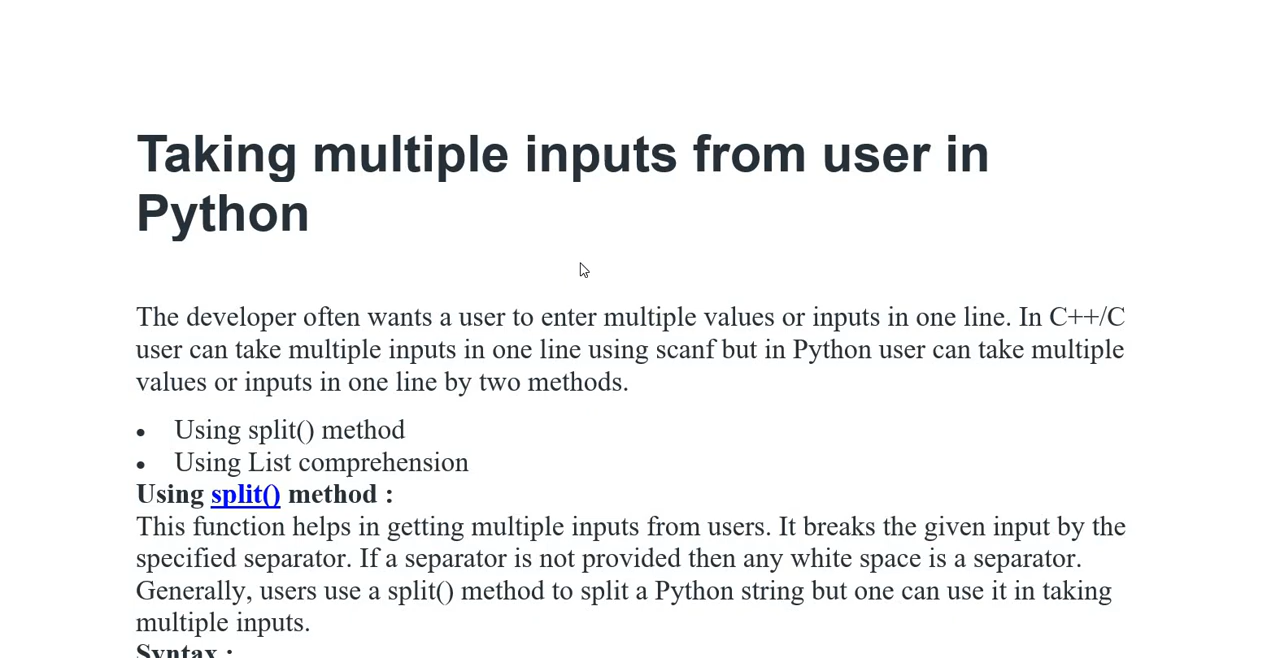 Taking multiple inputs from user in
Python
The developer often wants a user to enter multiple values or inputs in one line. In C++/C
user can take multiple inputs in one line using scanf but in Python user can take multiple
values or inputs in one line by two methods.
• Using split() method
• Using List comprehension
Using split() method :
This function helps in getting multiple inputs from users. It breaks the given input by the
specified separator. If a separator is not provided then any white space is a separator.
Generally, users use a split() method to split a Python string but one can use it in taking
multiple inputs.
Syntax :